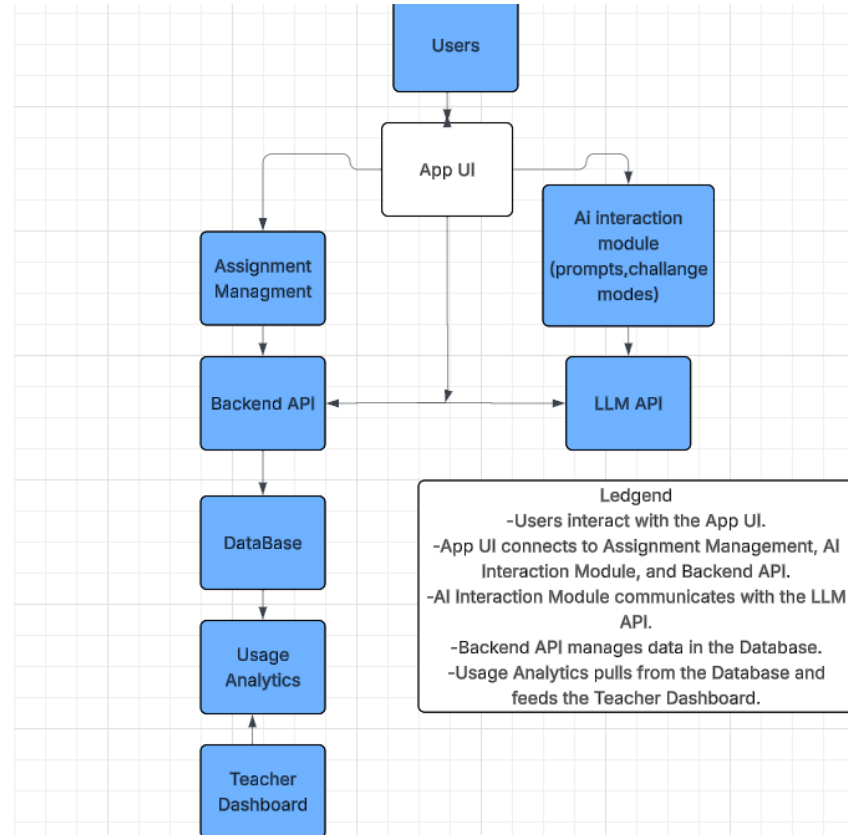 Users
App UI
Ai interaction
module
(prompts,challange
modes)
Assignment
Managment
Backend API
LLM API
DataBase
Usage
Analytics
Teacher
Dashboard
Ledgend
-Users interact with the App UI.
-App UI connects to Assignment Management, AI
Interaction Module, and Backend API.
-AI Interaction Module communicates with the LLM
API.
-Backend API manages data in the Database.
-Usage Analytics pulls from the Database and
feeds the Teacher Dashboard.